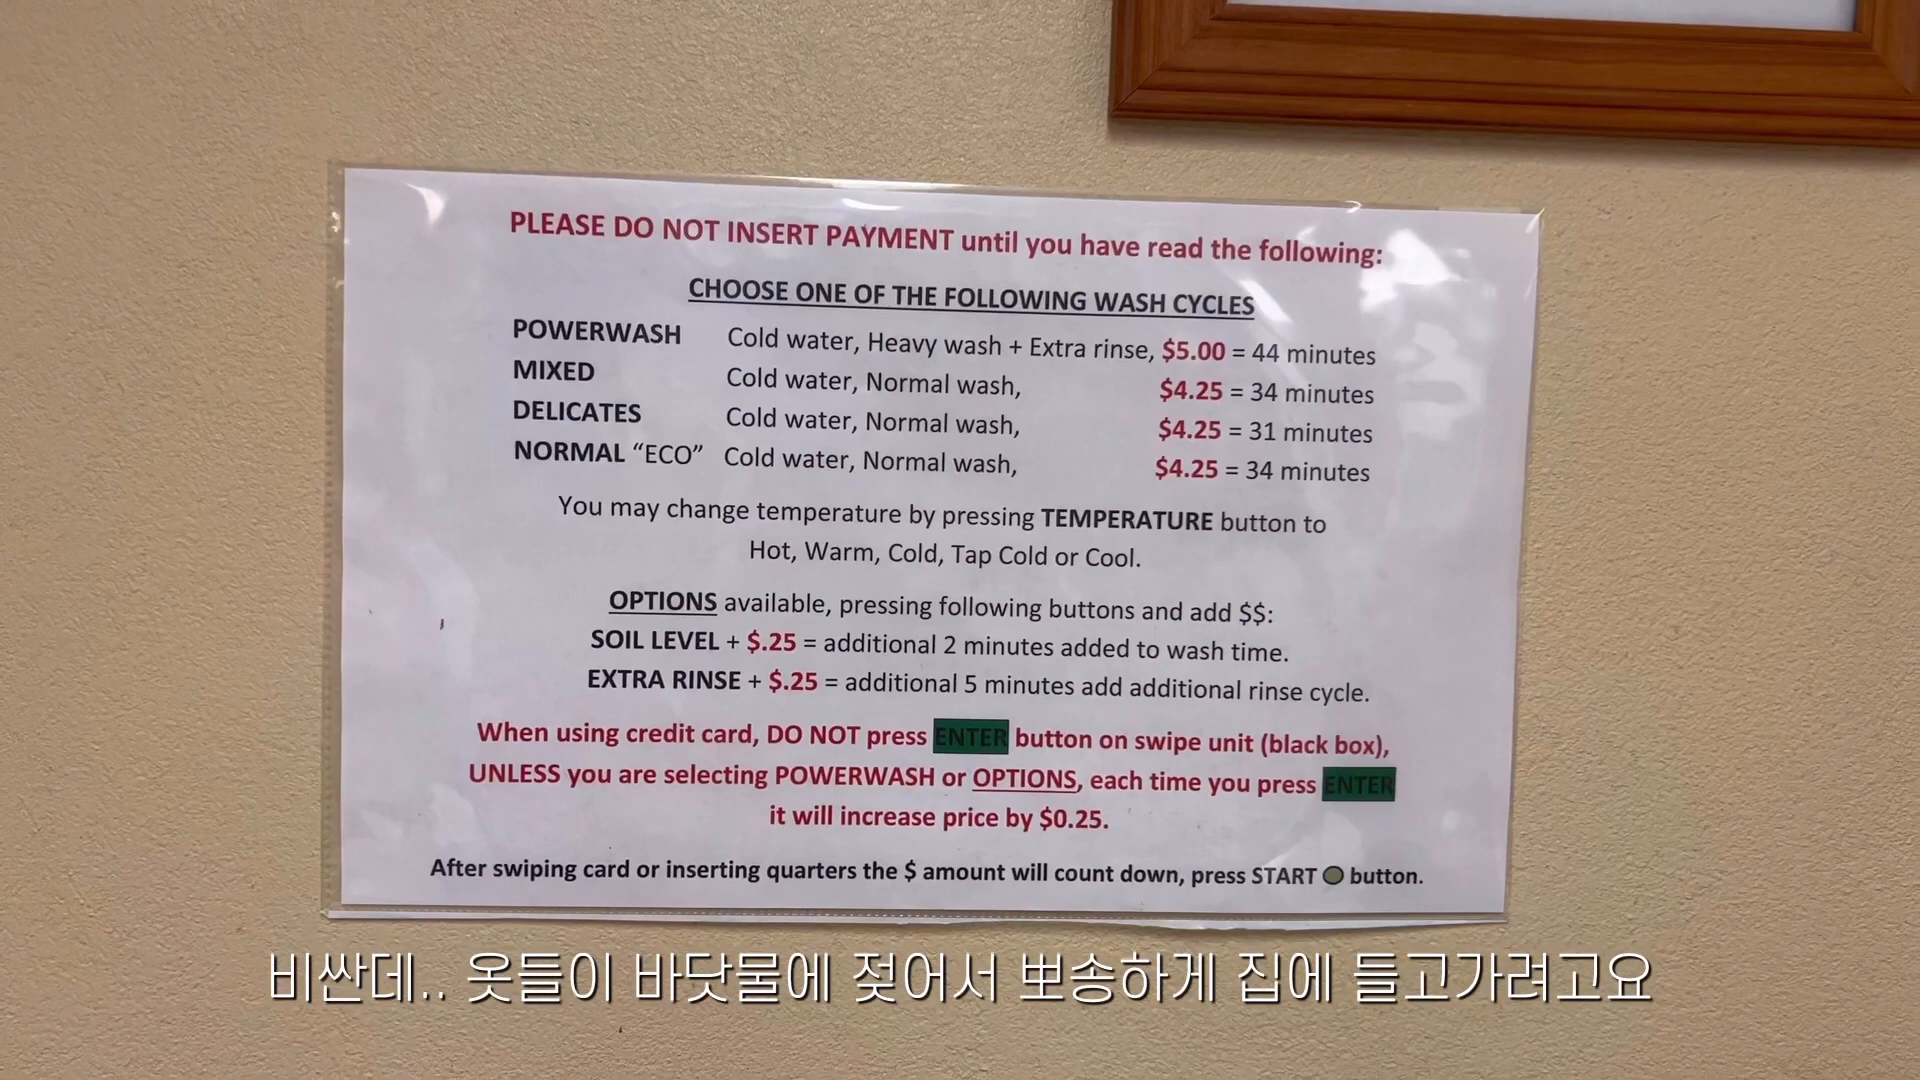 PLEASE DO NOT INSERT PAYMENT until you have read the following:
CHOOSE ONE OF THE FOLLOWING WASH CYCLES
POWERWASH Cold water, Heavy wash + Extra rinse, $5.00 = 44 minutes
MIXED Cold water, Normal wash, $4.25 = 34 minutes
DELICATES Cold water, Normal wash, $4.25 = 31 minutes
NORMAL “ECO” Cold water, Normal wash, $4.25 = 34 minutes
You may change temperature by pressing TEMPERATURE button to
Hot, Warm, Cold, Tap Cold or Cool.
OPTIONS available, pressing following buttons and add $$:
SOIL LEVEL + $.25 = additional 2 minutes added to wash time.
EXTRA RINSE + $.25 = additional 5 minutes add additional rinse cycle.
When using credit card, DO NOT press ENTER button on swipe unit (black box),
UNLESS you are selecting POWERWASH or OPTIONS, each time you press ENTER
it will increase price by $0.25.
After swiping card or inserting quarters the $ amount will count down, press START button.
비싼데.. 옷들이 바닷물에 젖어서 뽀송하게 집에 들고가려고요